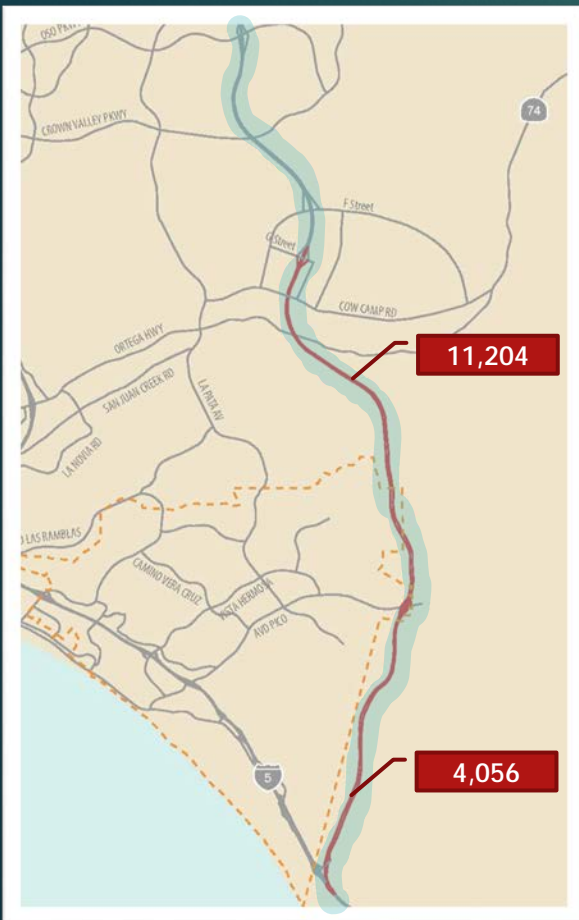 OSO PK
74
CROWN VALLEY PKWY
F Street
Street
COW CAMP RD
ORTEGA HWY
11,204
SAN JUAN CREEK RD
LA PATA AV
LA NOVIA RD
LAS RAMBLAS
CAMINO VERA CRUZ
VISTA HERMOSA
AVD PICO
4,056
5